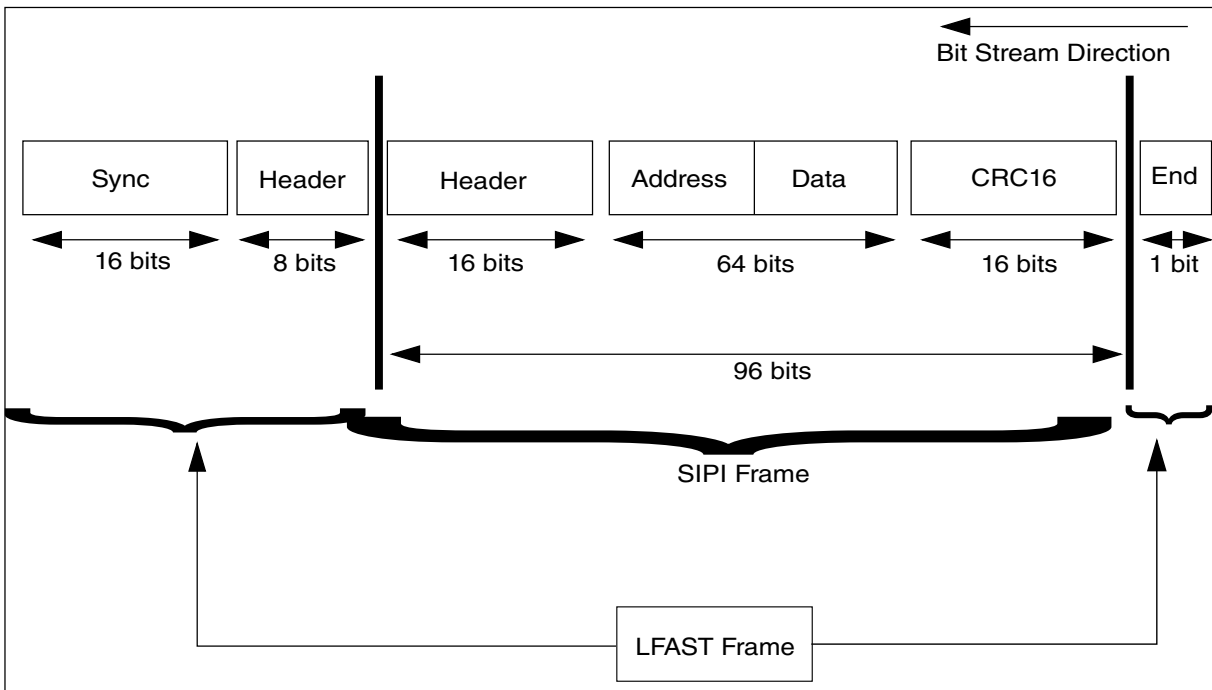 Bit Stream Direction
Sync
Header
Header
Address
Data
CRC16
End
16 bits
8 bits
16 bits
64 bits
16 bits
1 bit
96 bits
SIPI Frame
LFAST Frame